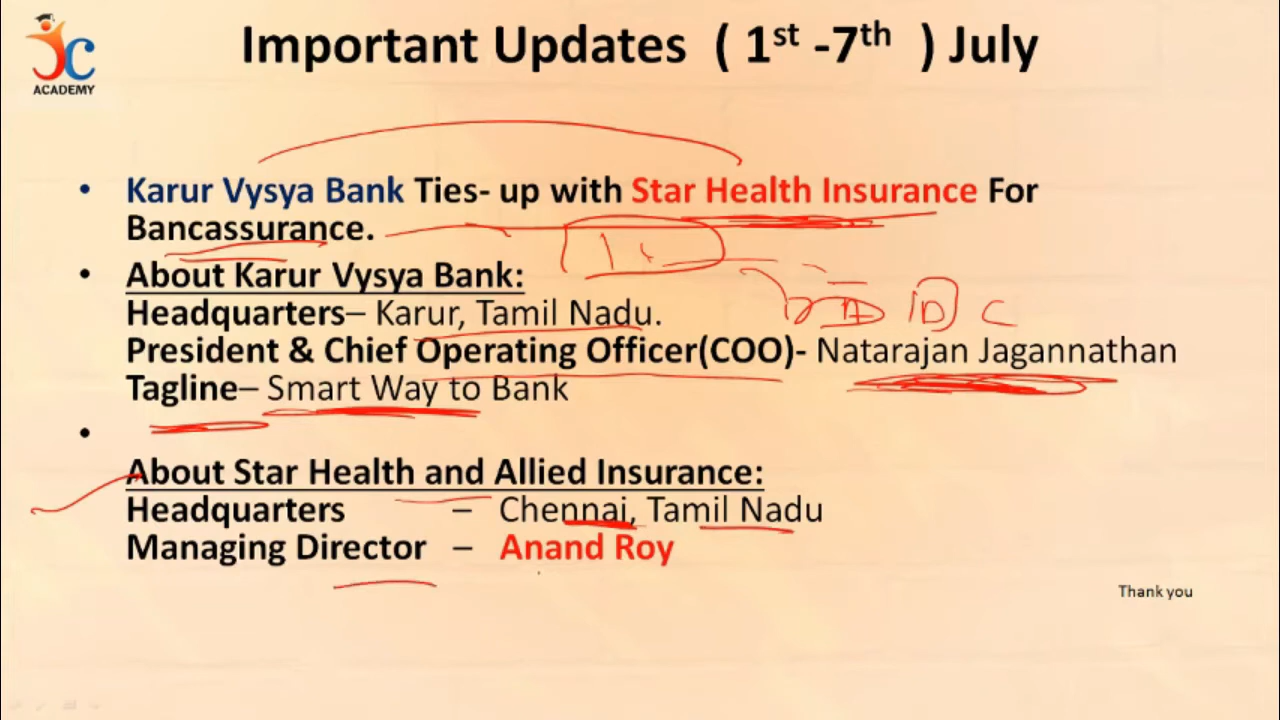 JC
ACADEMY
Important Updates ( 1st -7th ) July
• Karur Vysya Bank Ties- up with Star Health Insurance For
Bancassurance.
• About Karur Vysya Bank:
Headquarters– Karur, Tamil Nadu.
President & Chief Operating Officer(COO)- Natarajan Jagannathan
Tagline– Smart Way to Bank
•
About Star Health and Allied Insurance:
Headquarters – Chennai, Tamil Nadu
Managing Director – Anand Roy
Thank you